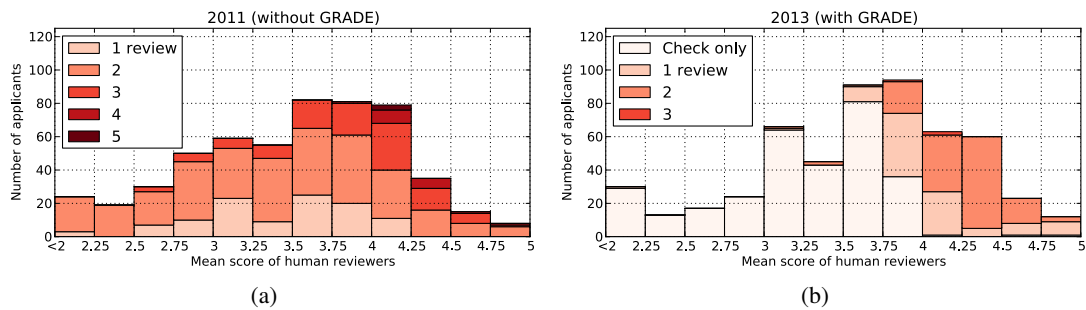 2011 (without GRADE)
Number of applicants
120
100
80
60
40
20
0
1 review
2
3
4
5
<2 2.25 2.5 2.75 3 3.25 3.5 3.75 4 4.25 4.5 4.75 5
Mean score of human reviewers
(a)
2013 (with GRADE)
Number of applicants
120
100
80
60
40
20
0
Check only
1 review
2
3
<2 2.25 2.5 2.75 3 3.25 3.5 3.75 4 4.25 4.5 4.75 5
Mean score of human reviewers
(b)